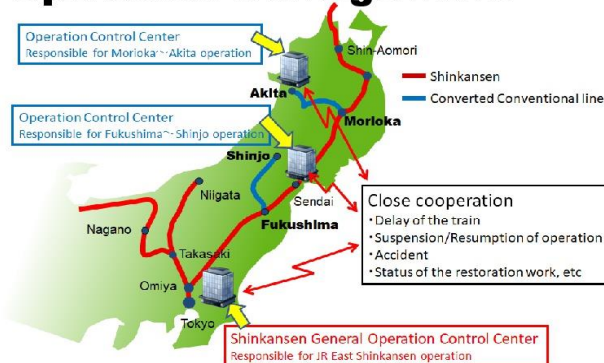 Operation Control Center
Responsible for Morioka~Akita operation
Shin-Aomori
Shinkansen
Converted Conventional line
Akita
Morioka
Operation Control Center
Responsible for Fukushima~Shinjo operation
Shinjo
Sendai
Niigata
Fukushima
Nagano
Takasaki
Omiya
Tokyo
Close cooperation
・Delay of the train
・Suspension/Resumption of operation
・Accident
・Status of the restoration work, etc
Shinkansen General Operation Control Center
Responsible for JR East Shinkansen operation